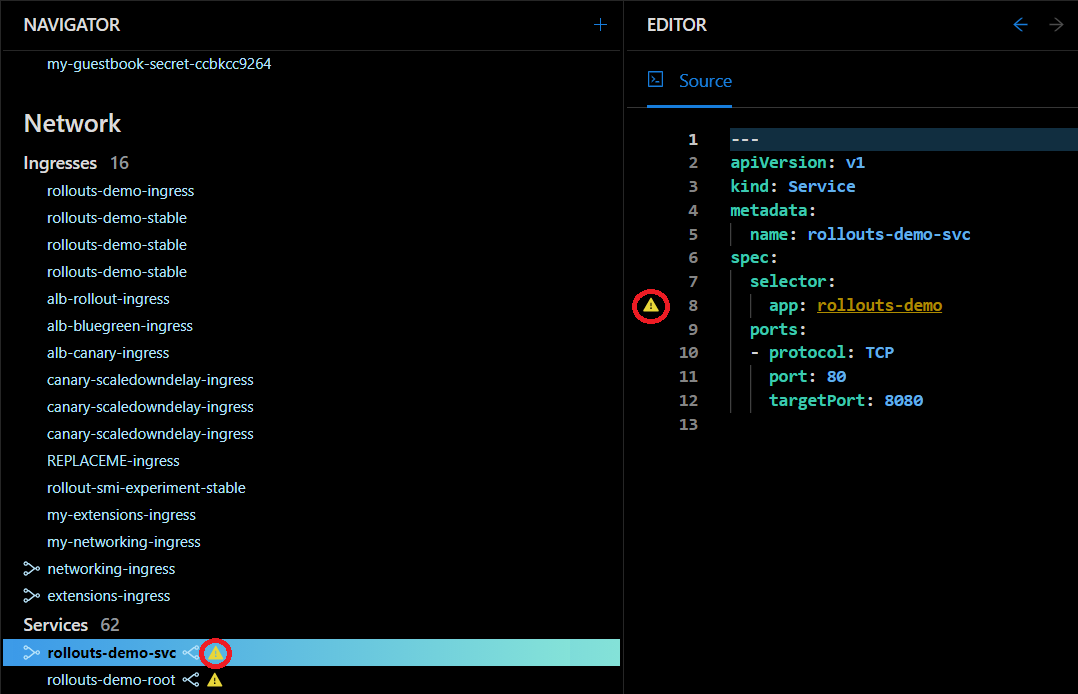 NAVIGATOR
my-guestbook-secret-ccbkcc9264
Network
Ingresses 16
rollouts-demo-ingress
rollouts-demo-stable
rollouts-demo-stable
rollouts-demo-stable
alb-rollout-ingress
alb-bluegreen-ingress
alb-canary-ingress
canary-scaledowndelay-ingress
canary-scaledowndelay-ingress
canary-scaledowndelay-ingress
REPLACEME-ingress
rollout-smi-experiment-stable
my-extensions-ingress
my-networking-ingress
networking-ingress
extensions-ingress
Services 62
rollouts-demo-svc
rollouts-demo-root
EDITOR
Source
1 ---
2 apiVersion: v1
3 kind: Service
4 metadata:
5 name: rollouts-demo-svc
6 spec:
7 selector:
8 app: rollouts-demo
9 ports:
10 - protocol: TCP
11 port: 80
12 targetPort: 8080
13